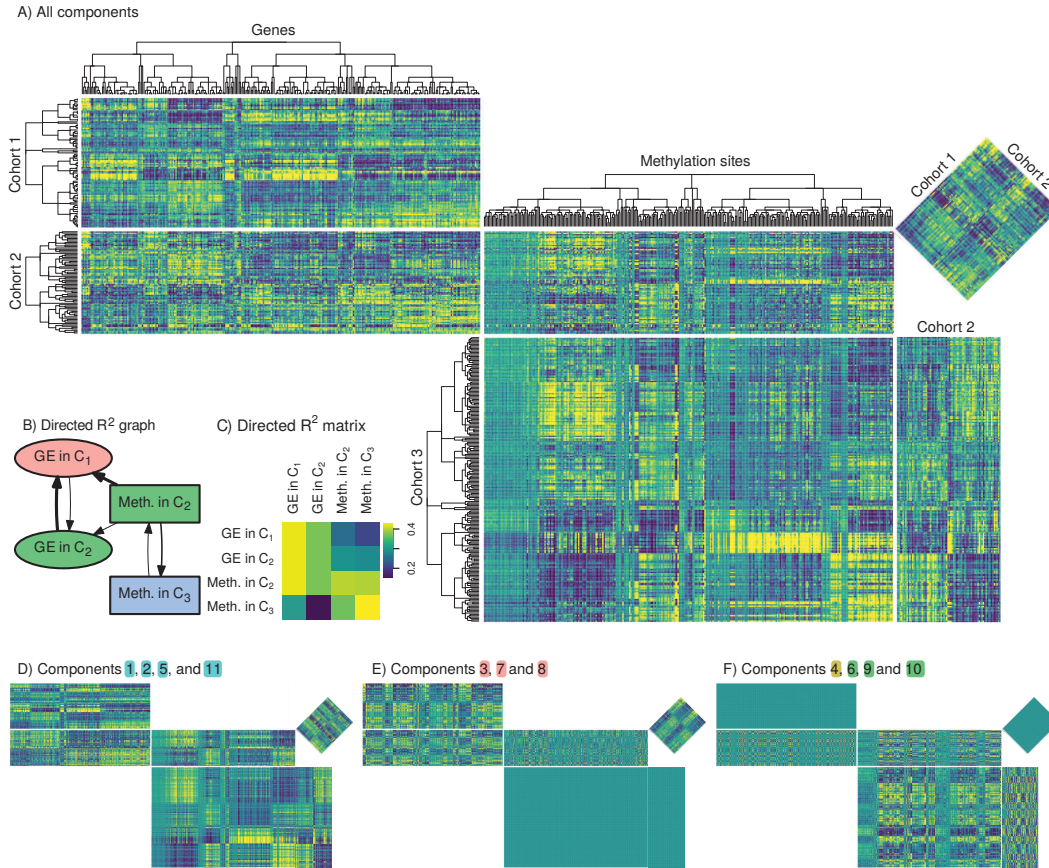 A) All components
Genes
Cohort 1
Cohort 2
Methylation sites
Cohort 1
Cohort 2
Cohort 2
Cohort 3
B) Directed R² graph
GE in C₁
Meth. in C₂
GE in C₂
Meth. in C₃
C) Directed R² matrix
GE in C₁
GE in C₂
Meth. in C₂
Meth. in C₃
GE in C₁
GE in C₂
Meth. in C₂
Meth. in C₃
0.4
0.2
D) Components 1, 2, 5, and 11
E) Components 3, 7 and 8
F) Components 4, 6, 9 and 10